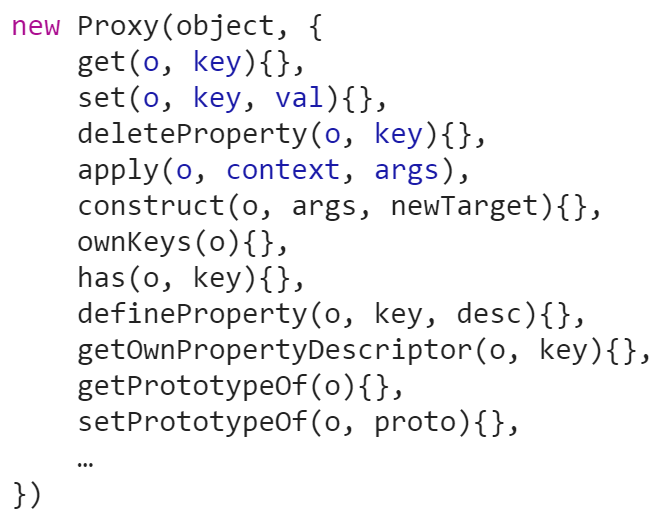 new Proxy(object, {
    get(o, key){},
    set(o, key, val){},
    deleteProperty(o, key){},
    apply(o, context, args),
    construct(o, args, newTarget){},
    ownKeys(o){},
    has(o, key){},
    defineProperty(o, key, desc){},
    getOwnPropertyDescriptor(o, key){},
    getPrototypeOf(o){},
    setPrototypeOf(o, proto){},
    …
})